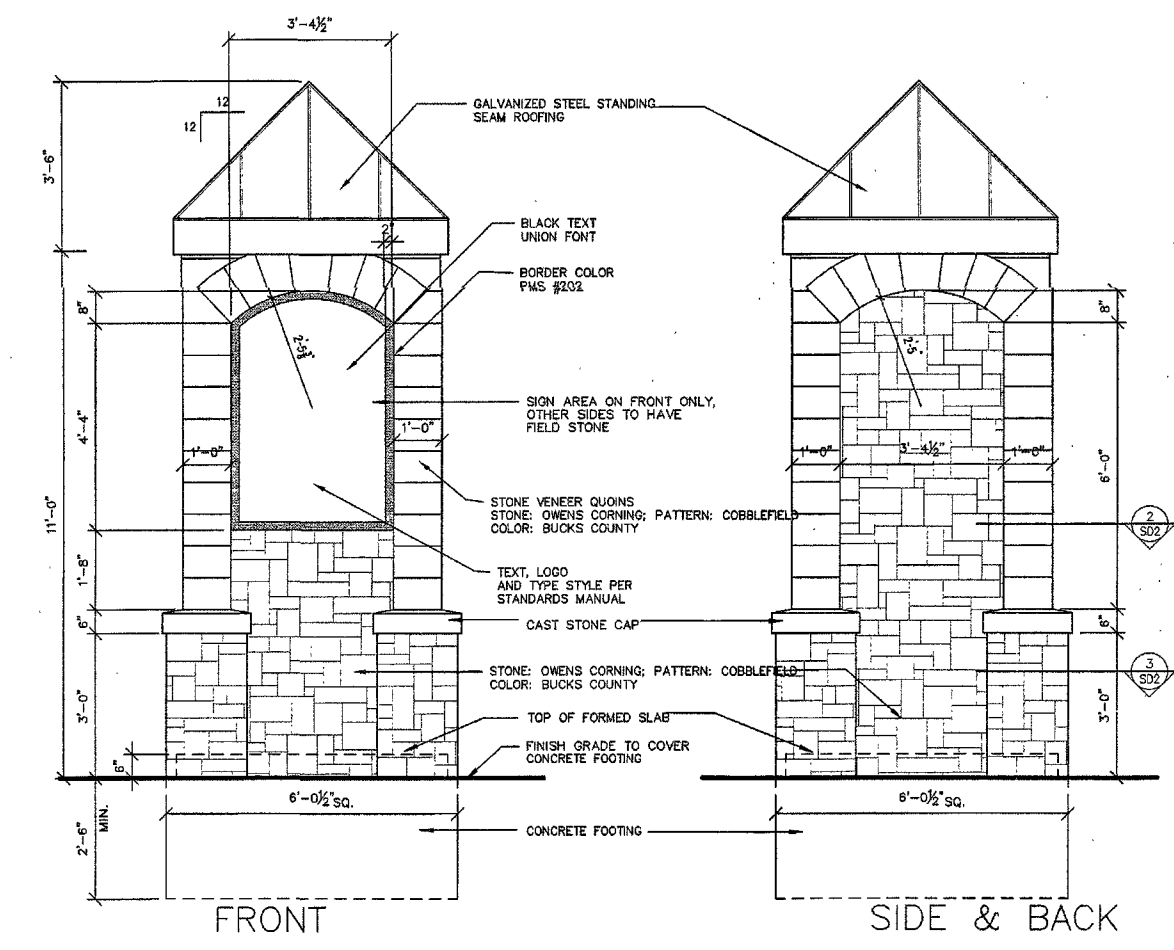 3'-4½"
12
12
3'-6"
GALVANIZED STEEL STANDING
SEAM ROOFING
BLACK TEXT
UNION FONT
2"
BORDER COLOR
PMS #202
8"
8"
2'-5"
SIGN AREA ON FRONT ONLY,
OTHER SIDES TO HAVE
FIELD STONE
4'-4"
1'-0"
1'-0"
1'-0"
3'-4½"
1'-0"
6'-0"
11'-0"
STONE VENEER QUOINS
STONE: OWENS CORNING; PATTERN: COBBLEFIELD
COLOR: BUCKS COUNTY
2
SD2
1'-8"
TEXT, LOGO
AND TYPE STYLE PER
STANDARDS MANUAL
6"
CAST STONE CAP
6"
STONE: OWENS CORNING; PATTERN: COBBLEFIELD
COLOR: BUCKS COUNTY
3
SD2
3'-0"
3'-0"
TOP OF FORMED SLAB
6"
FINISH GRADE TO COVER
CONCRETE FOOTING
6'-0½" SQ.
6'-0½" SQ.
2'-6"
MIN.
CONCRETE FOOTING
FRONT
SIDE & BACK